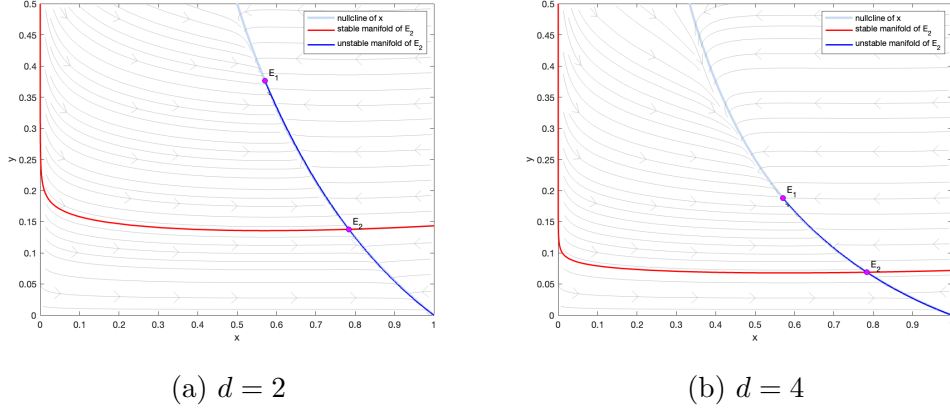 nullcline of x
stable manifold of E2
unstable manifold of E2
0.5
0.45
0.4
0.35
0.3
0.25
0.2
0.15
0.1
0.05
0
y
E1
E2
0 0.1 0.2 0.3 0.4 0.5 0.6 0.7 0.8 0.9 1
x
(a) d = 2
nullcline of x
stable manifold of E2
unstable manifold of E2
0.5
0.45
0.4
0.35
0.3
0.25
0.2
0.15
0.1
0.05
0
y
E1
E2
0 0.1 0.2 0.3 0.4 0.5 0.6 0.7 0.8 0.9
x
(b) d = 4